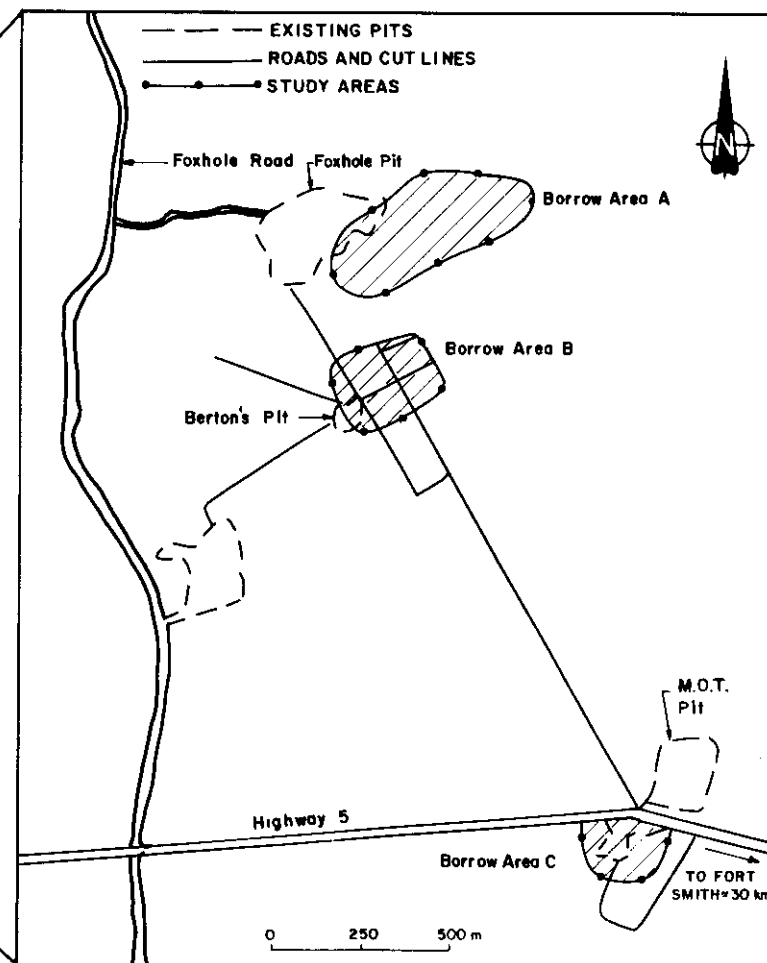 EXISTING PITS
ROADS AND CUT LINES
STUDY AREAS
N
Foxhole Road
Foxhole Pit
Borrow Area A
Borrow Area B
Berton's Pit
M.O.T.
Pit
Highway 5
Borrow Area C
TO FORT
SMITH≈30 km
0 250 500 m